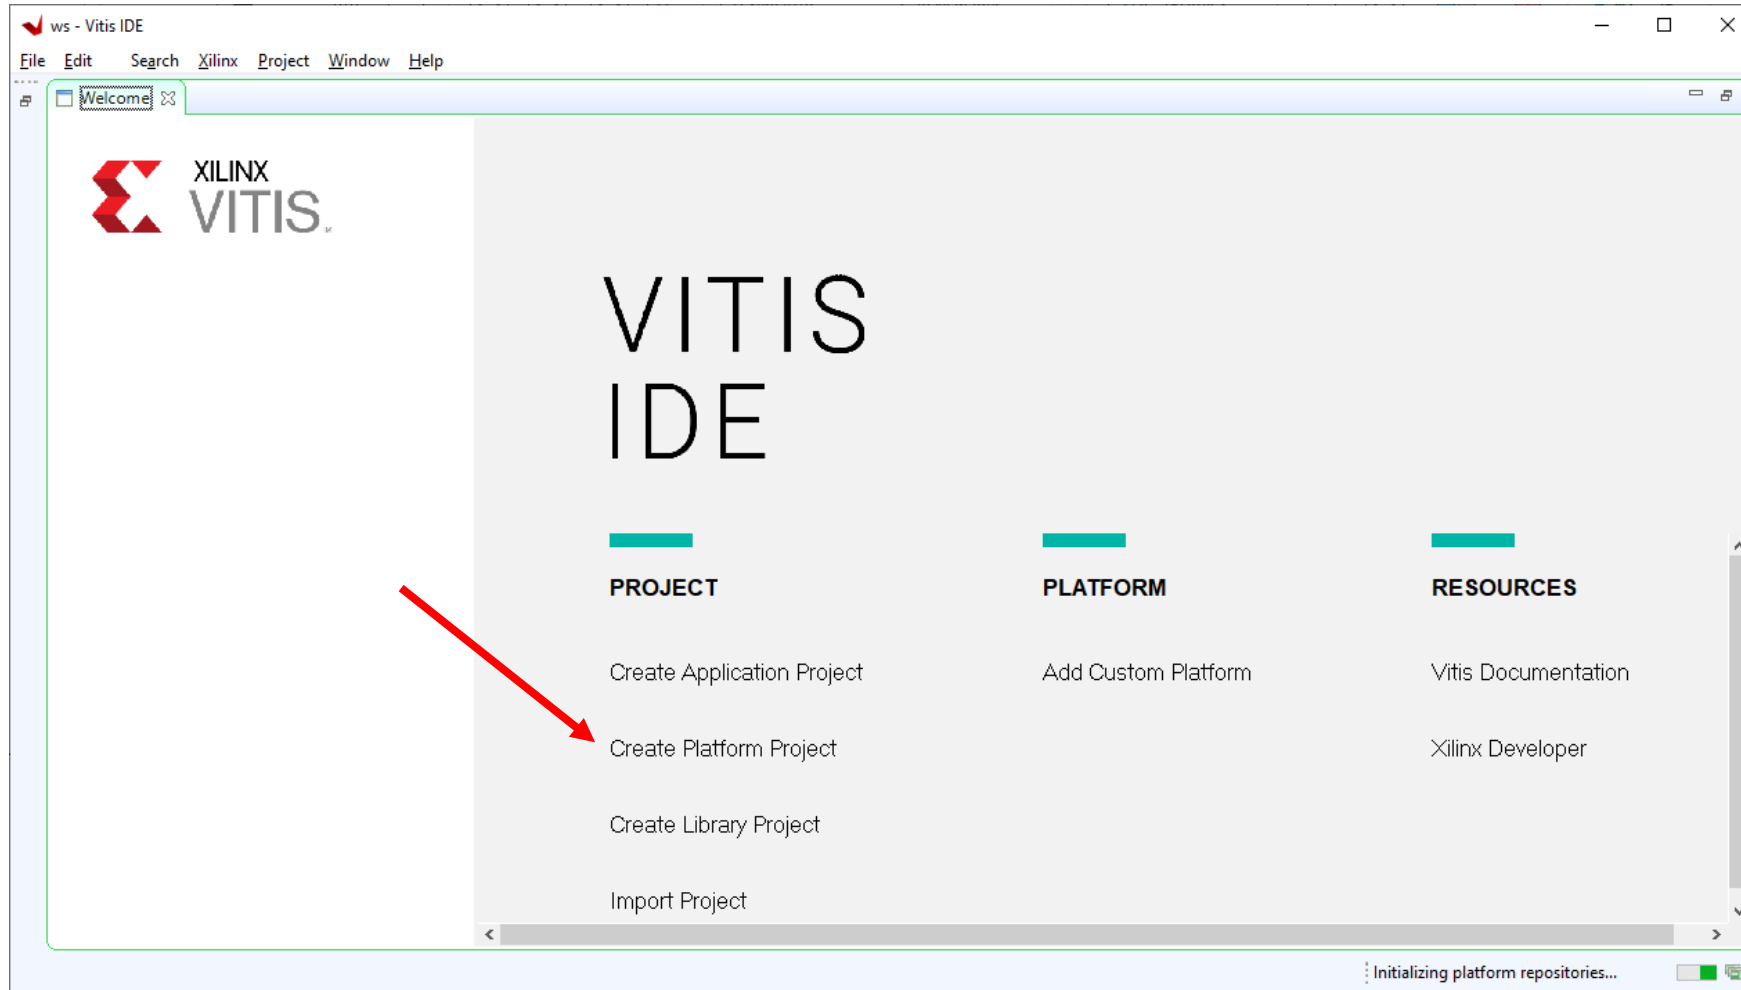 ws - Vitis IDE
File Edit Search Xilinx Project Window Help
Welcome
XILINX
VITIS
VITIS
IDE
PROJECT PLATFORM RESOURCES
Create Application Project Add Custom Platform Vitis Documentation
Create Platform Project Xilinx Developer
Create Library Project
Import Project
Initializing platform repositories...